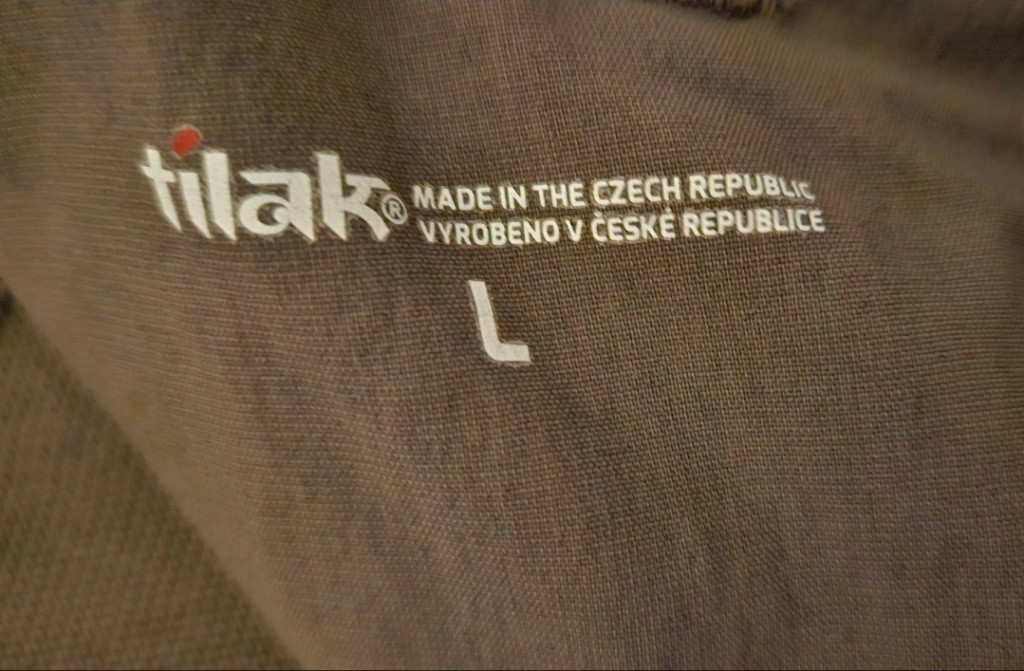 tilak® MADE IN THE CZECH REPUBLIC
VYROBENO V ČESKÉ REPUBLICE
L